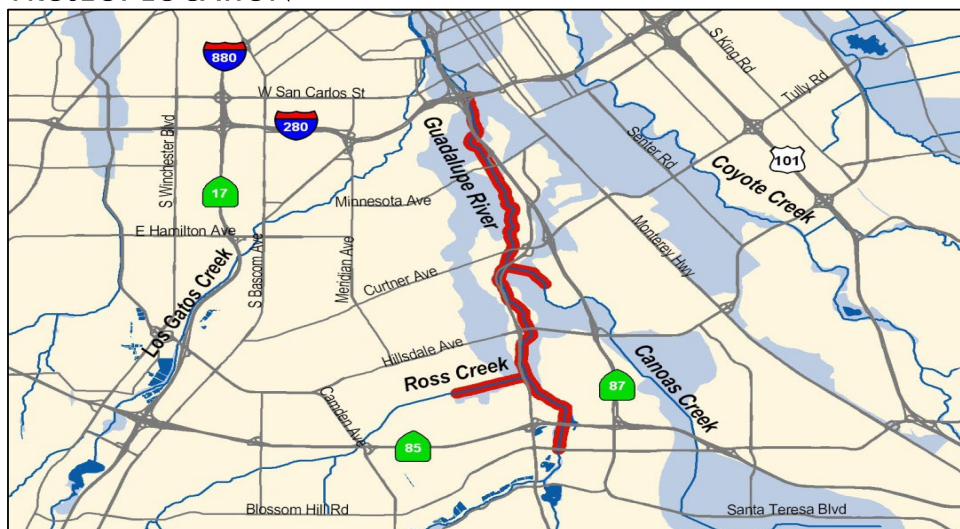 PROJECT LOCATION:
880
W San Carlos St
S King Rd
Tully Rd
280
S Winchester Blvd
Guadalupe River
Senter Rd
101
Coyote Creek
17
Minnesota Ave
E Hamilton Ave
S Bascom Ave
Meridian Ave
Monterey Hwy
Los Gatos Creek
Curtner Ave
Hillsdale Ave
Ross Creek
Canoas Creek
87
Camden Ave
85
Blossom Hill Rd
Santa Teresa Blvd